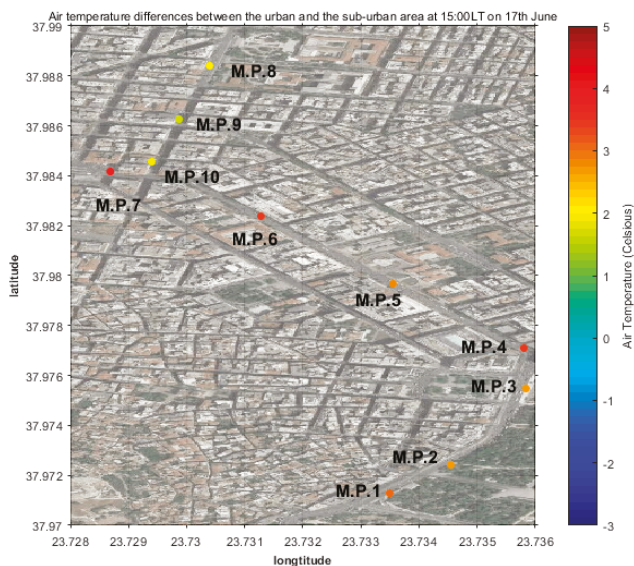 Air temperature differences between the urban and the sub-urban area at 15:00LT on 17th June
37.99
37.988
37.986
37.984
37.982
37.98
37.978
37.976
37.974
37.972
37.97
latitude
M.P.8
M.P.9
M.P.10
M.P.7
M.P.6
M.P.5
M.P.4
M.P.3
M.P.2
M.P.1
23.728
23.729
23.73
23.731
23.732
23.733
23.734
23.735
23.736
longtitude
5
4
3
2
1
0
-1
-2
-3
Air Temperature (Celsious)